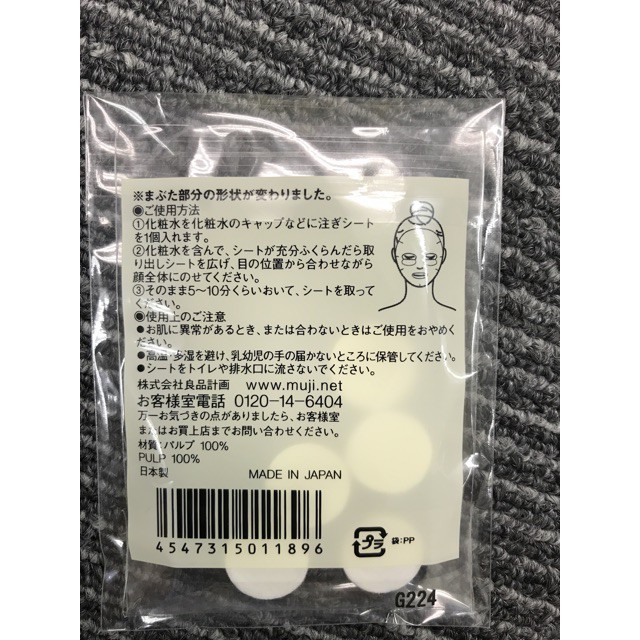 ※まぶた部分の形状が変わりました。
◉ご使用方法
①化粧水を化粧水のキャップなどに注ぎシート
を1個入れます。
②化粧水を含んで、シートが充分ふくらんだら取
り出しシートを広げ、目の位置から合わせながら
顔全体にのせてください。
③そのまま5〜10分くらいおいて、シートを取って
ください。
◉使用上のご注意
●お肌に異常があるとき、または合わないときはご使用をおやめく
ださい。
●高温・多湿を避け、乳幼児の手の届かないところに保管してください。
●シートをトイレや排水口に流さないでください。
株式会社良品計画 www.muji.net
お客様室電話 0120-14-6404
万一お気づきの点がありましたら、お客様室
またはお買上店までお問い合わせください。
材質:パルプ 100%
PULP 100%
日本製 MADE IN JAPAN
4547315011896
プラ 袋:PP
G224